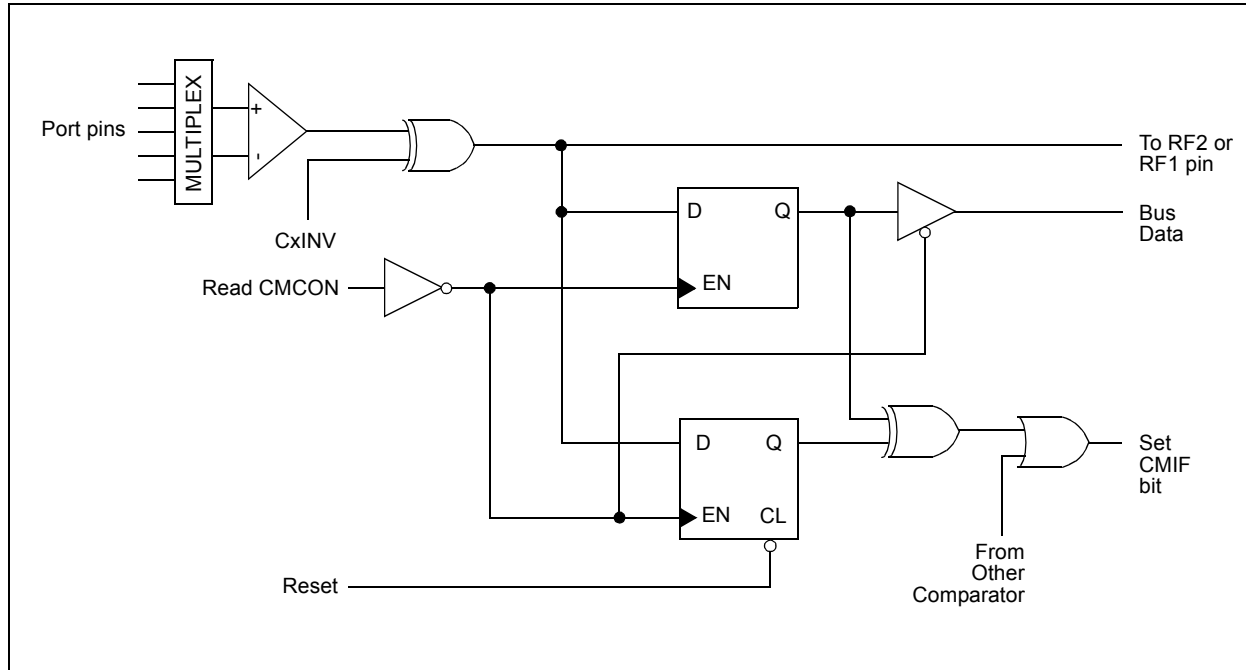 MULTIPLEX
Port pins
+
-
CxINV
To RF2 or
RF1 pin
D
Q
EN
Bus
Data
Read CMCON
D
Q
EN
CL
Set
CMIF
bit
From
Other
Comparator
Reset